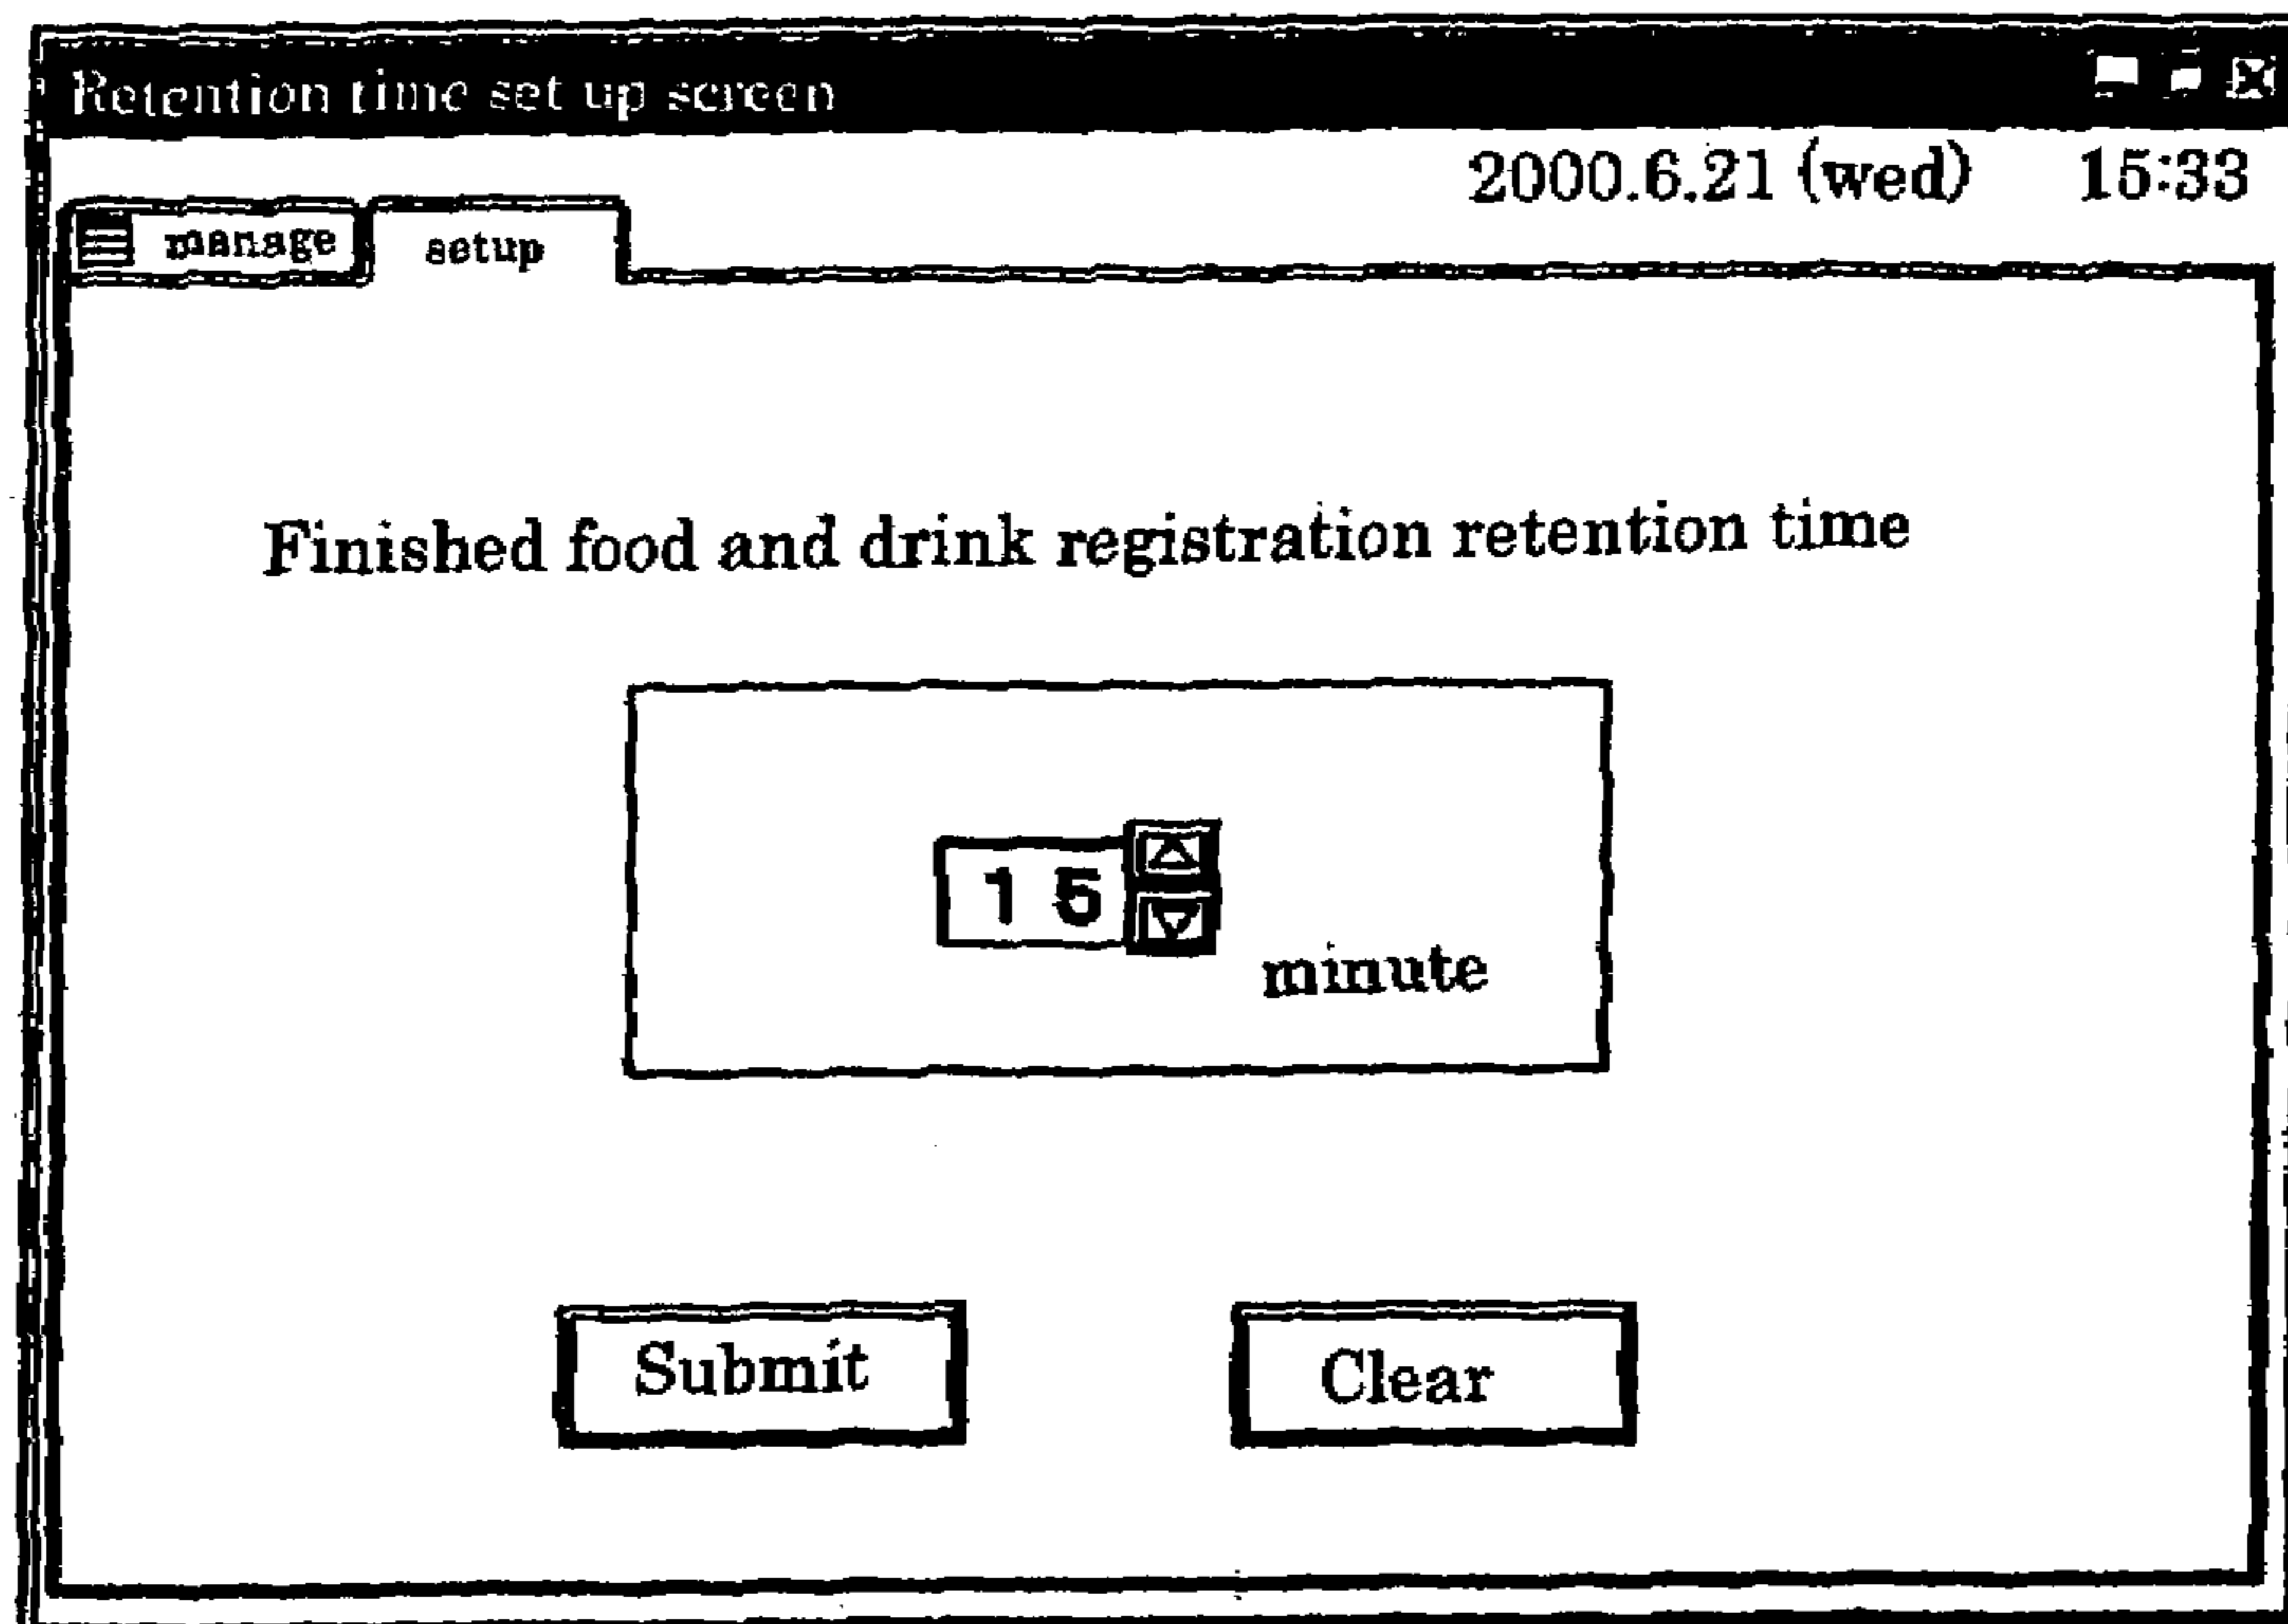 Retention time set up screen
2000.6.21 (wed) 15:33
manage setup
Finished food and drink registration retention time
15
minute
Submit Clear